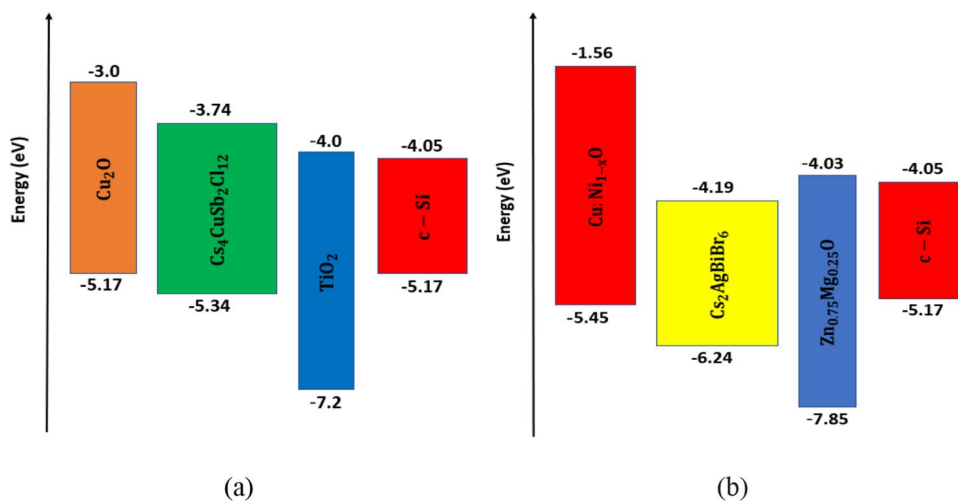 Energy (eV)
-3.0
Cu₂O
-5.17
-3.74
Cs₄CuSb₂Cl₁₂
-5.34
-4.0
TiO₂
-7.2
-4.05
c − Si
-5.17
(a)
Energy (eV)
-1.56
Cu: Ni₁₋ₓO
-5.45
-4.19
Cs₂AgBiBr₆
-6.24
-4.03
Zn₀.₇₅Mg₀.₂₅O
-7.85
-4.05
c − Si
-5.17
(b)